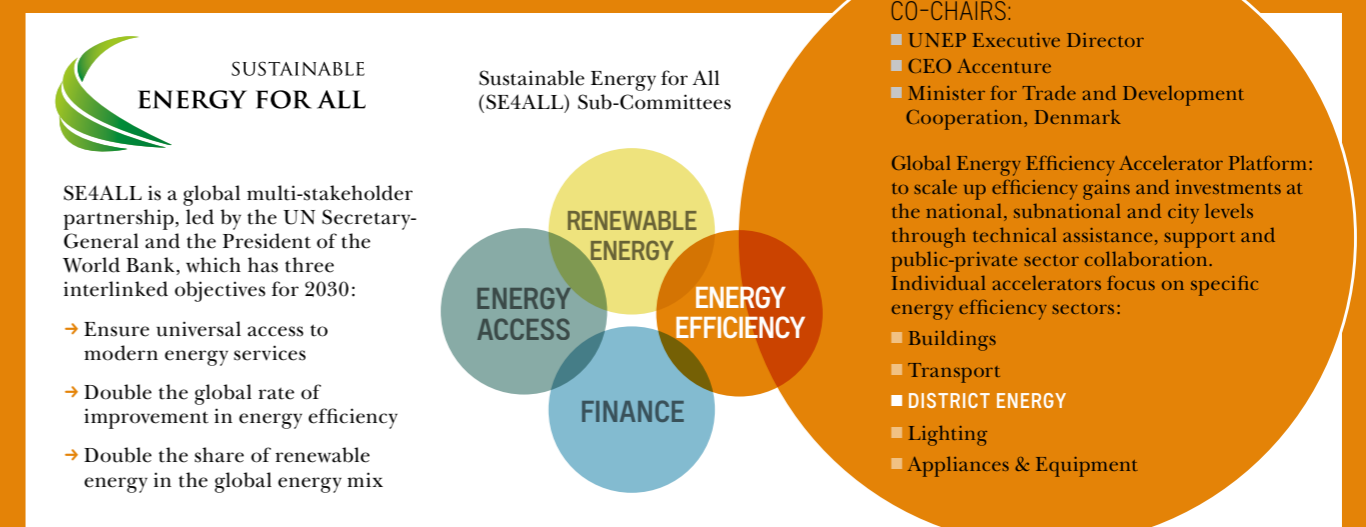 SUSTAINABLE
ENERGY FOR ALL
SE4ALL is a global multi-stakeholder
partnership, led by the UN Secretary-
General and the President of the
World Bank, which has three
interlinked objectives for 2030:
→ Ensure universal access to
modern energy services
→ Double the global rate of
improvement in energy efficiency
→ Double the share of renewable
energy in the global energy mix
Sustainable Energy for All
(SE4ALL) Sub-Committees
RENEWABLE
ENERGY
ENERGY
ACCESS
ENERGY
EFFICIENCY
FINANCE
CO-CHAIRS:
■ UNEP Executive Director
■ CEO Accenture
■ Minister for Trade and Development
Cooperation, Denmark
Global Energy Efficiency Accelerator Platform:
to scale up efficiency gains and investments at
the national, subnational and city levels
through technical assistance, support and
public-private sector collaboration.
Individual accelerators focus on specific
energy efficiency sectors:
■ Buildings
■ Transport
■ DISTRICT ENERGY
■ Lighting
■ Appliances & Equipment